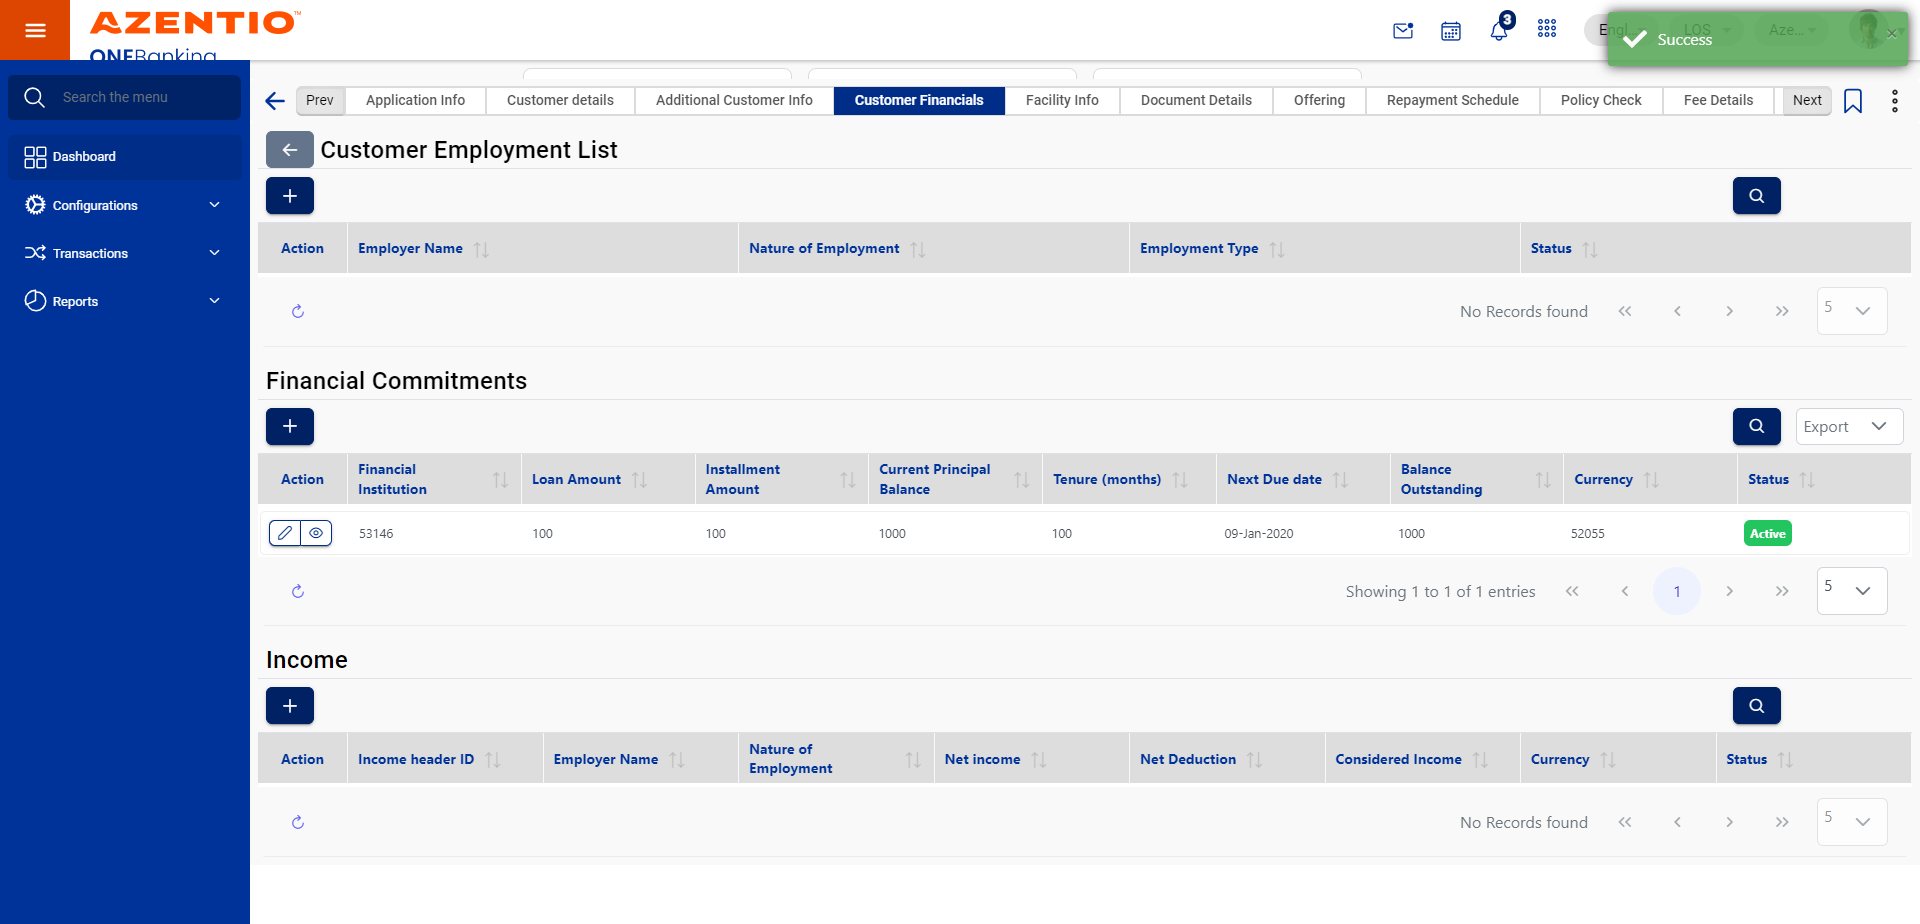 AZENTIO™
ONEBanking
3
LOS
Aze...
Success
Search the menu
Dashboard
Configurations
Transactions
Reports
Prev
Application Info
Customer details
Additional Customer Info
Customer Financials
Facility Info
Document Details
Offering
Repayment Schedule
Policy Check
Fee Details
Next
Customer Employment List
Action
Employer Name
Nature of Employment
Employment Type
Status
No Records found
5
Financial Commitments
Export
Action
Financial
Institution
Loan Amount
Installment
Amount
Current Principal
Balance
Tenure (months)
Next Due date
Balance
Outstanding
Currency
Status
53146
100
100
1000
100
09-Jan-2020
1000
52055
Active
Showing 1 to 1 of 1 entries
1
5
Income
Action
Income header ID
Employer Name
Nature of
Employment
Net income
Net Deduction
Considered Income
Currency
Status
No Records found
5